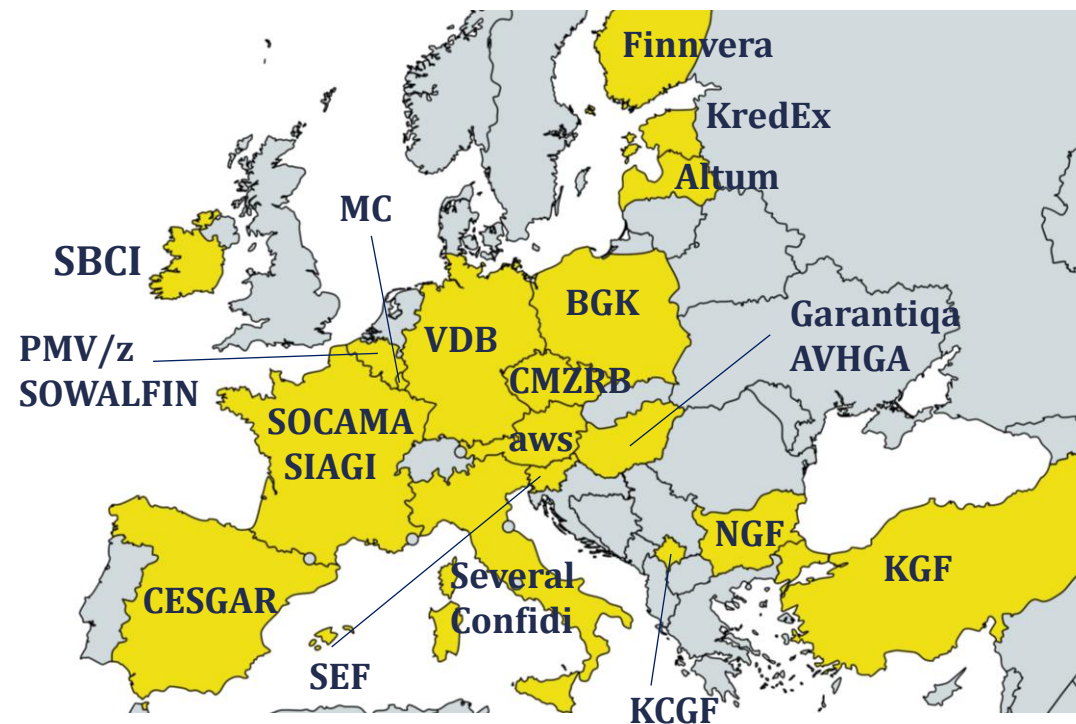 Finnvera
KredEx
Altum
MC
SBCI
BGK
Garantiqa
AVHGA
VDB
PMV/z
SOWALFIN
CMZRB
SOCAMA
SIAGI
aws
NGF
KGF
Several
Confidi
CESGAR
SEF
KCGF